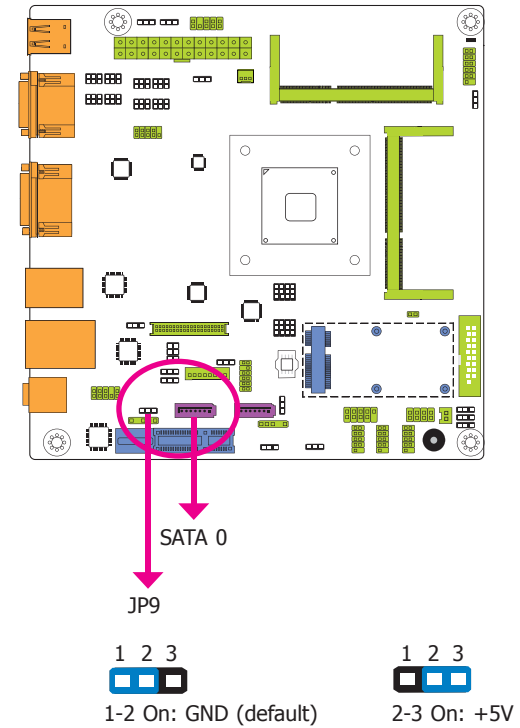 SATA 0
JP9
1 2 3
1-2 On: GND (default)
1 2 3
2-3 On: +5V